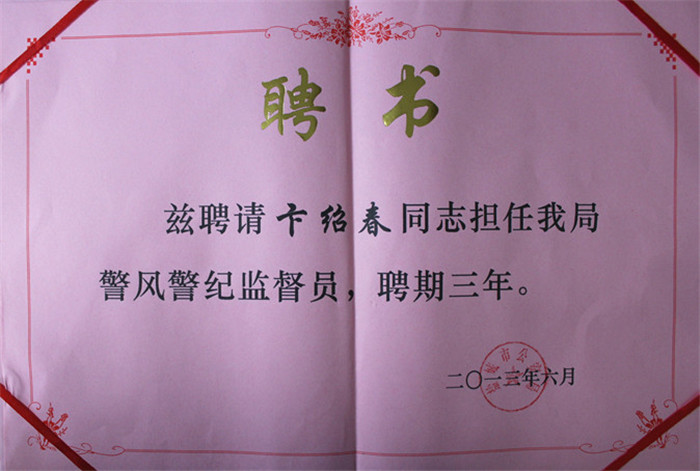 聘书
兹聘请卞绍春同志担任我局
警风警纪监督员，聘期三年。
二〇一三年六月